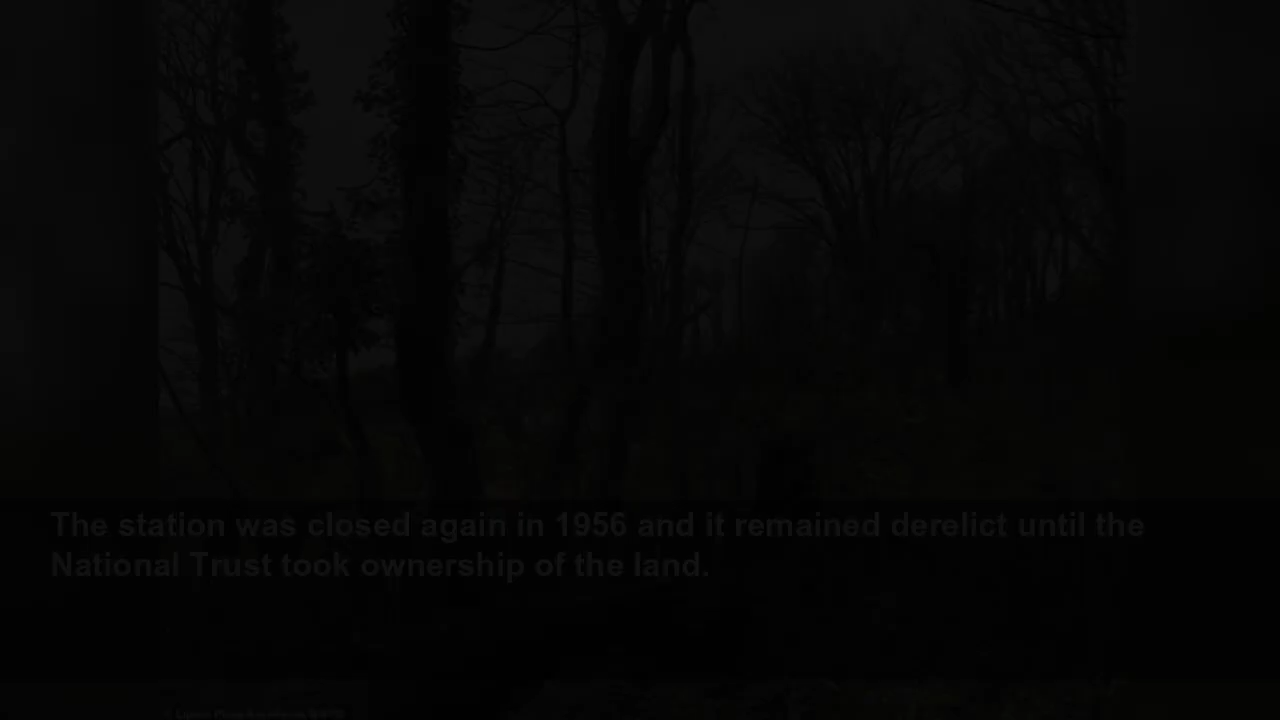 The station was closed again in 1956 and it remained derelict until the
National Trust took ownership of the land.